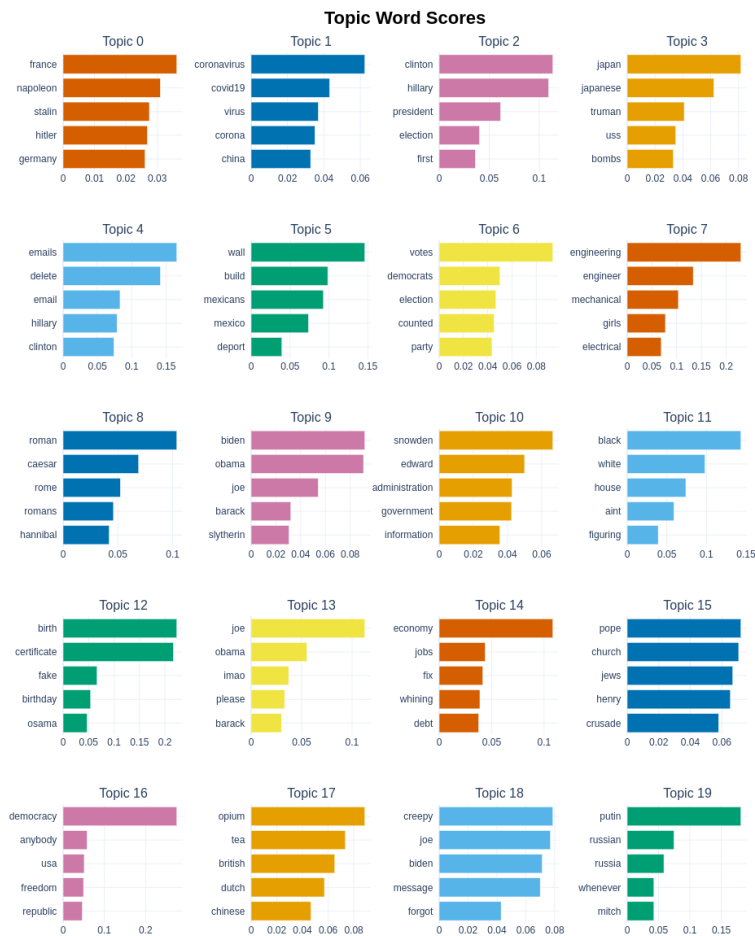 Topic Word Scores
Topic 0
france
napoleon
stalin
hitler
germany
0 0.01 0.02 0.03
Topic 1
coronavirus
covid19
virus
corona
china
0 0.02 0.04 0.06
Topic 2
clinton
hillary
president
election
first
0 0.05 0.1
Topic 3
japan
japanese
truman
uss
bombs
0 0.02 0.04 0.06 0.08
Topic 4
emails
delete
email
hillary
clinton
0 0.05 0.1 0.15
Topic 5
wall
build
mexicans
mexico
deport
0 0.05 0.1 0.15
Topic 6
votes
democrats
election
counted
party
0 0.02 0.04 0.06 0.08
Topic 7
engineering
engineer
mechanical
girls
electrical
0 0.05 0.1 0.15 0.2
Topic 8
roman
caesar
rome
romans
hannibal
0 0.05 0.1
Topic 9
biden
obama
joe
barack
slytherin
0 0.02 0.04 0.06 0.08
Topic 10
snowden
edward
administration
government
information
0 0.02 0.04 0.06
Topic 11
black
white
house
aint
figuring
0 0.05 0.1 0.15
Topic 12
birth
certificate
fake
birthday
osama
0 0.05 0.1 0.15 0.2
Topic 13
joe
obama
imao
please
barack
0 0.05 0.1
Topic 14
economy
jobs
fix
whining
debt
0 0.05 0.1
Topic 15
pope
church
jews
henry
crusade
0 0.02 0.04 0.06
Topic 16
democracy
anybody
usa
freedom
republic
0 0.1 0.2
Topic 17
opium
tea
british
dutch
chinese
0 0.02 0.04 0.06 0.08
Topic 18
creepy
joe
biden
message
forgot
0 0.02 0.04 0.06 0.08
Topic 19
putin
russian
russia
whenever
mitch
0 0.05 0.1 0.15